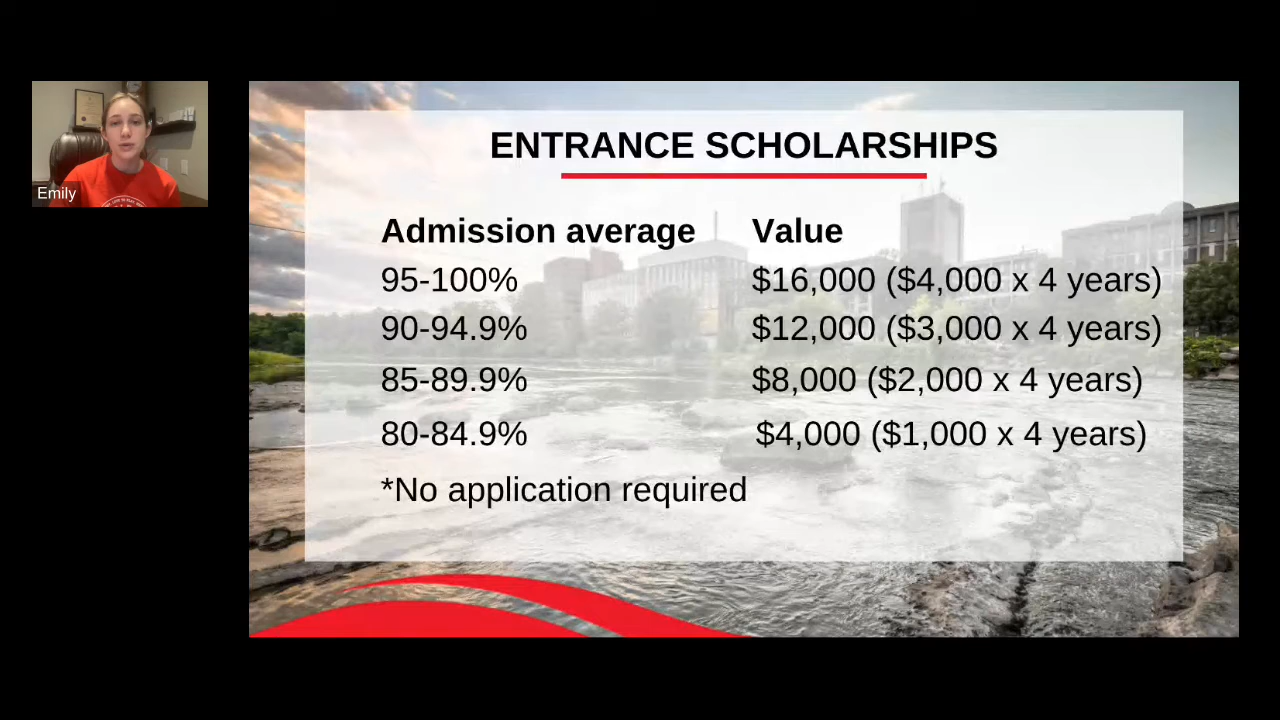 Emily
ENTRANCE SCHOLARSHIPS
Admission average Value
95-100% $16,000 ($4,000 x 4 years)
90-94.9% $12,000 ($3,000 x 4 years)
85-89.9% $8,000 ($2,000 x 4 years)
80-84.9% $4,000 ($1,000 x 4 years)
*No application required